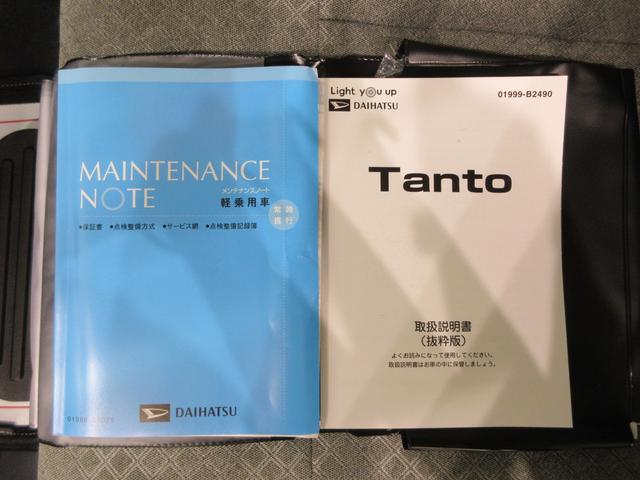 MAINTENANCE
NOTE
メンテナンスノート
軽乗用車
常時
携行
•保証書 •点検整備方式 •サービス網 •点検整備記録簿
DAIHATSU
Light you up
DAIHATSU
01999-B2490
Tanto
取扱説明書
(抜粋版)
よくお読みになって使用してください。
取扱説明書はお車の中に保管しましょう。